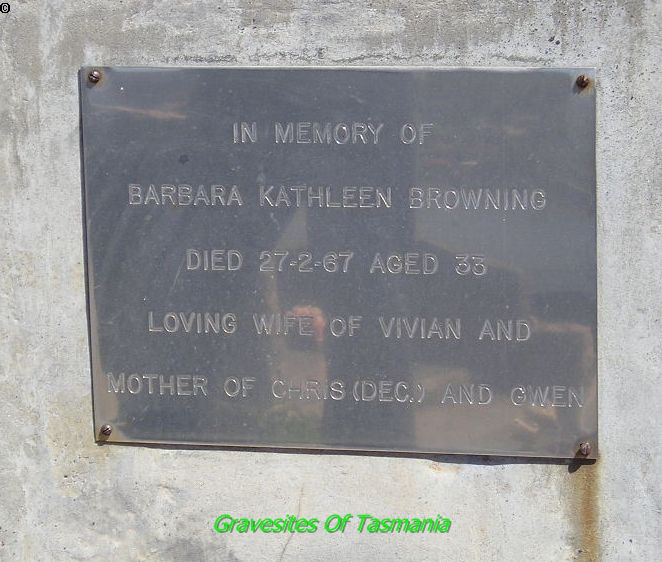 ©
IN MEMORY OF
BARBARA KATHLEEN BROWNING
DIED 27-2-67 AGED 33
LOVING WIFE OF VIVIAN AND
MOTHER OF CHRIS (DEC.) AND GWEN
Gravesites Of Tasmania